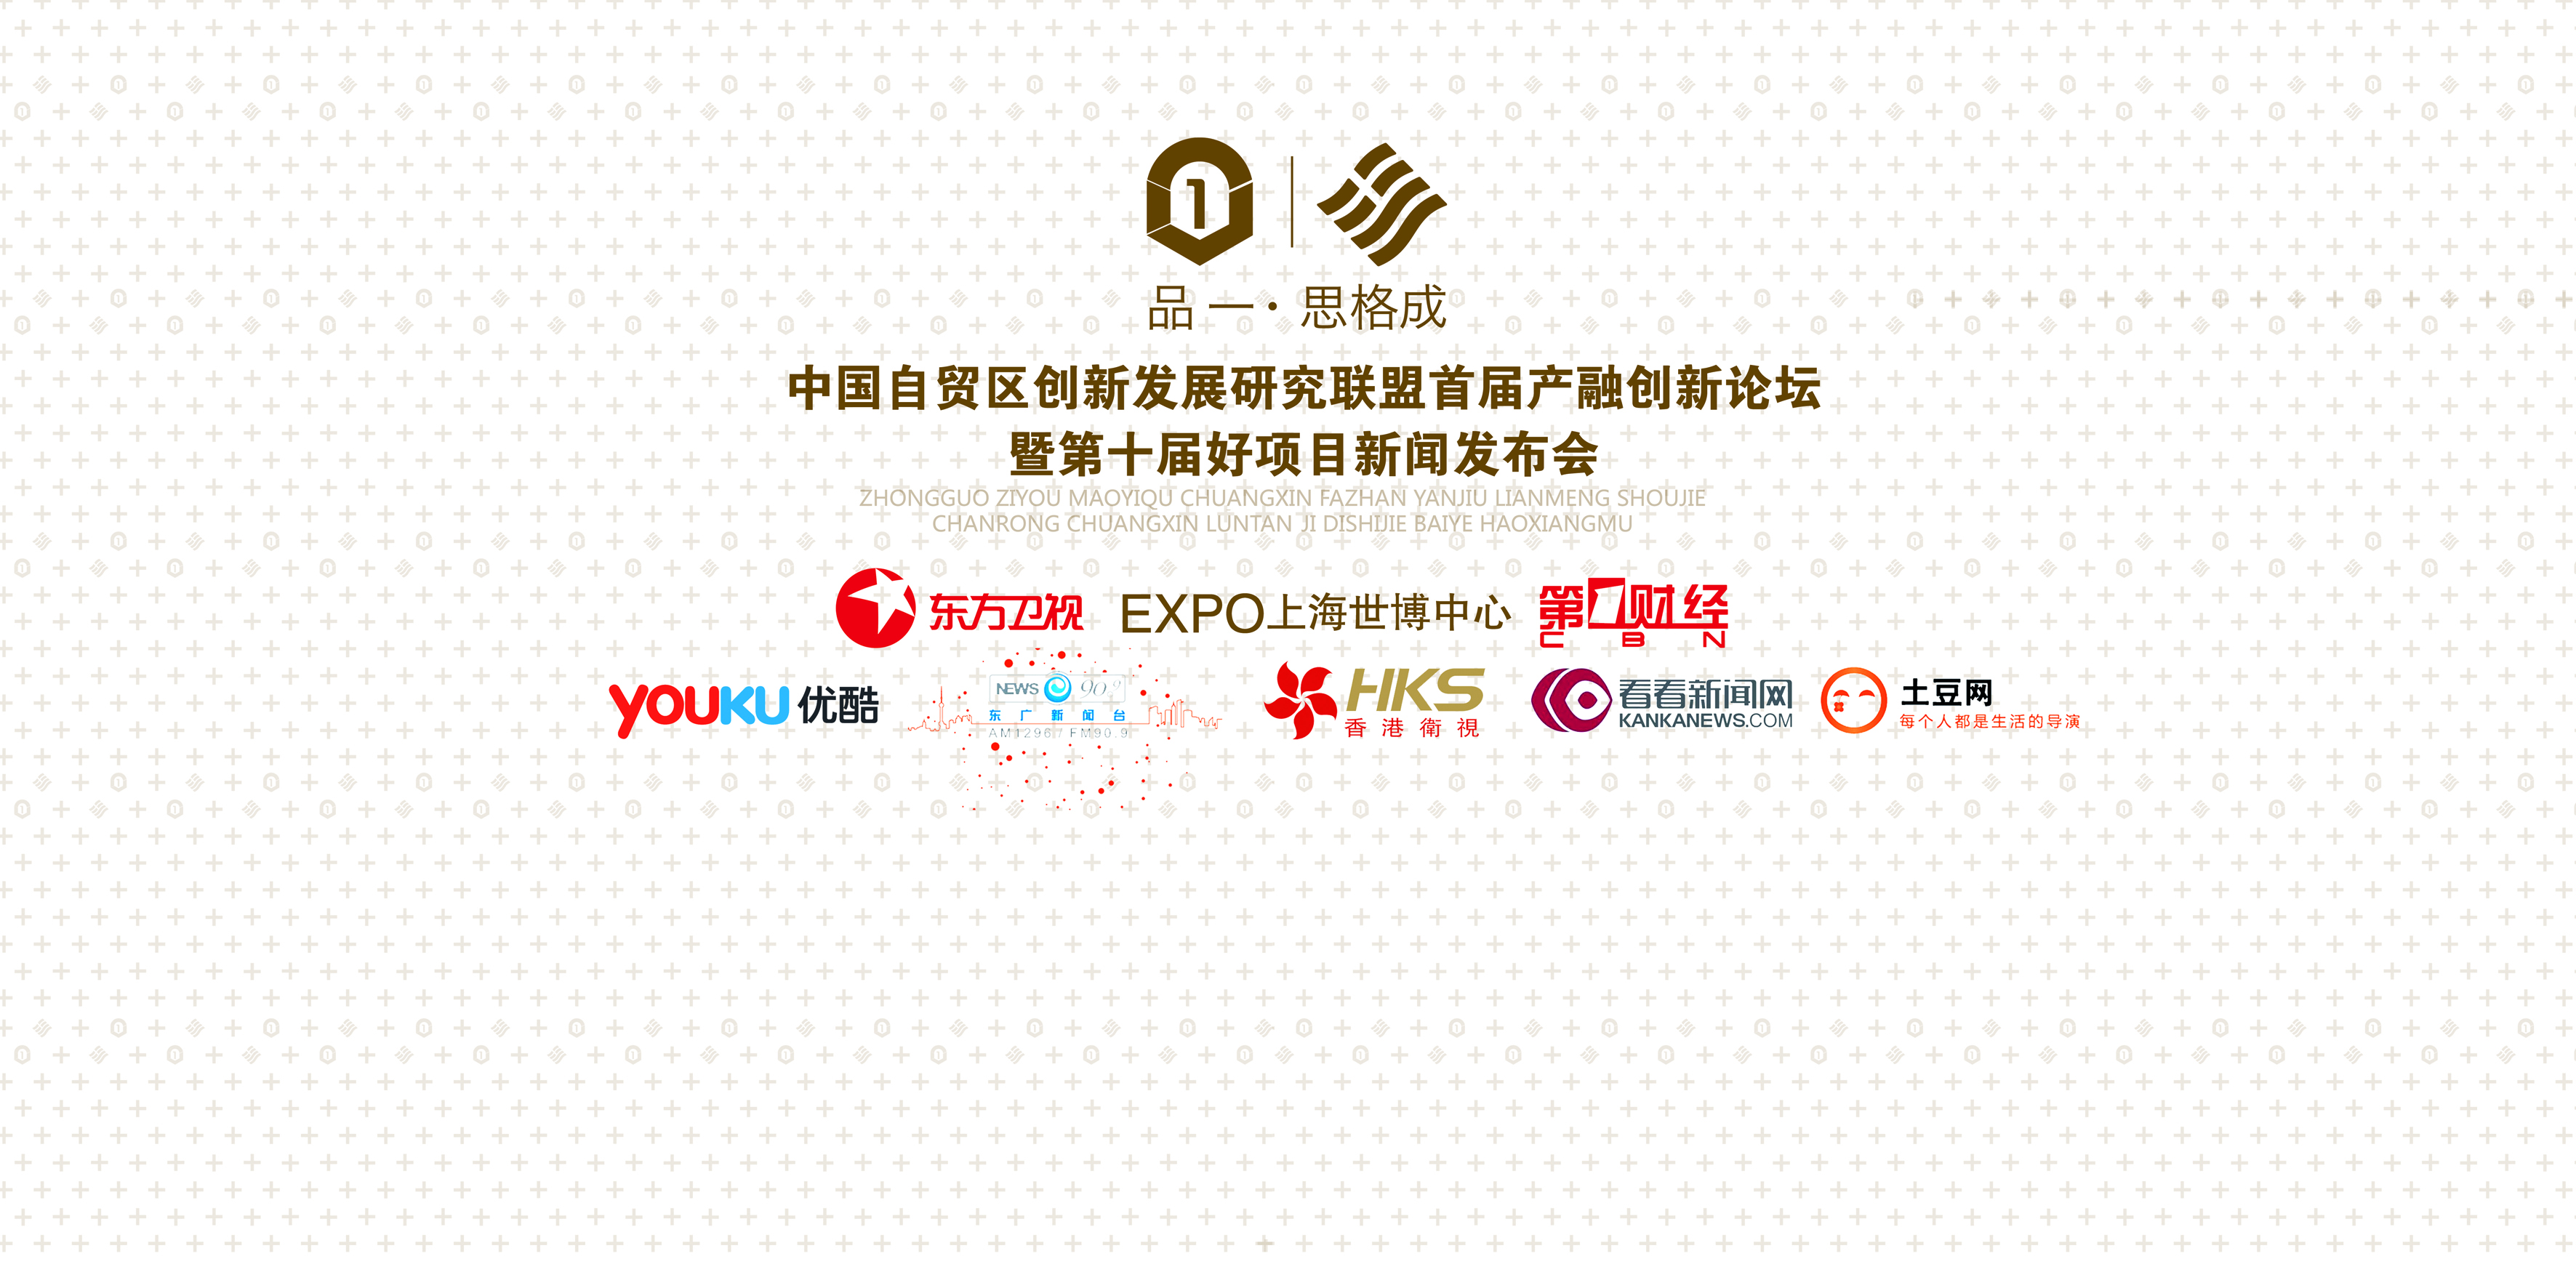 1
品 一·思格成
中国自贸区创新发展研究联盟首届产融创新论坛
暨第十届好项目新闻发布会
ZHONGGUO ZIYOU MAOYIQU CHUANGXIN FAZHAN YANJIU LIANMENG SHOUJIE
CHANRONG CHUANGXIN LUNTAN JI DISHIJIE BAIYE HAOXIANGMU
东方卫视
EXPO上海世博中心
第1财经
CBN
YOUKU 优酷
NEWS 90.9
东广新闻台
AM1296 / FM90.9
HKS
香港衛視
看看新闻网
KANKANEWS.COM
土豆网
每个人都是生活的导演